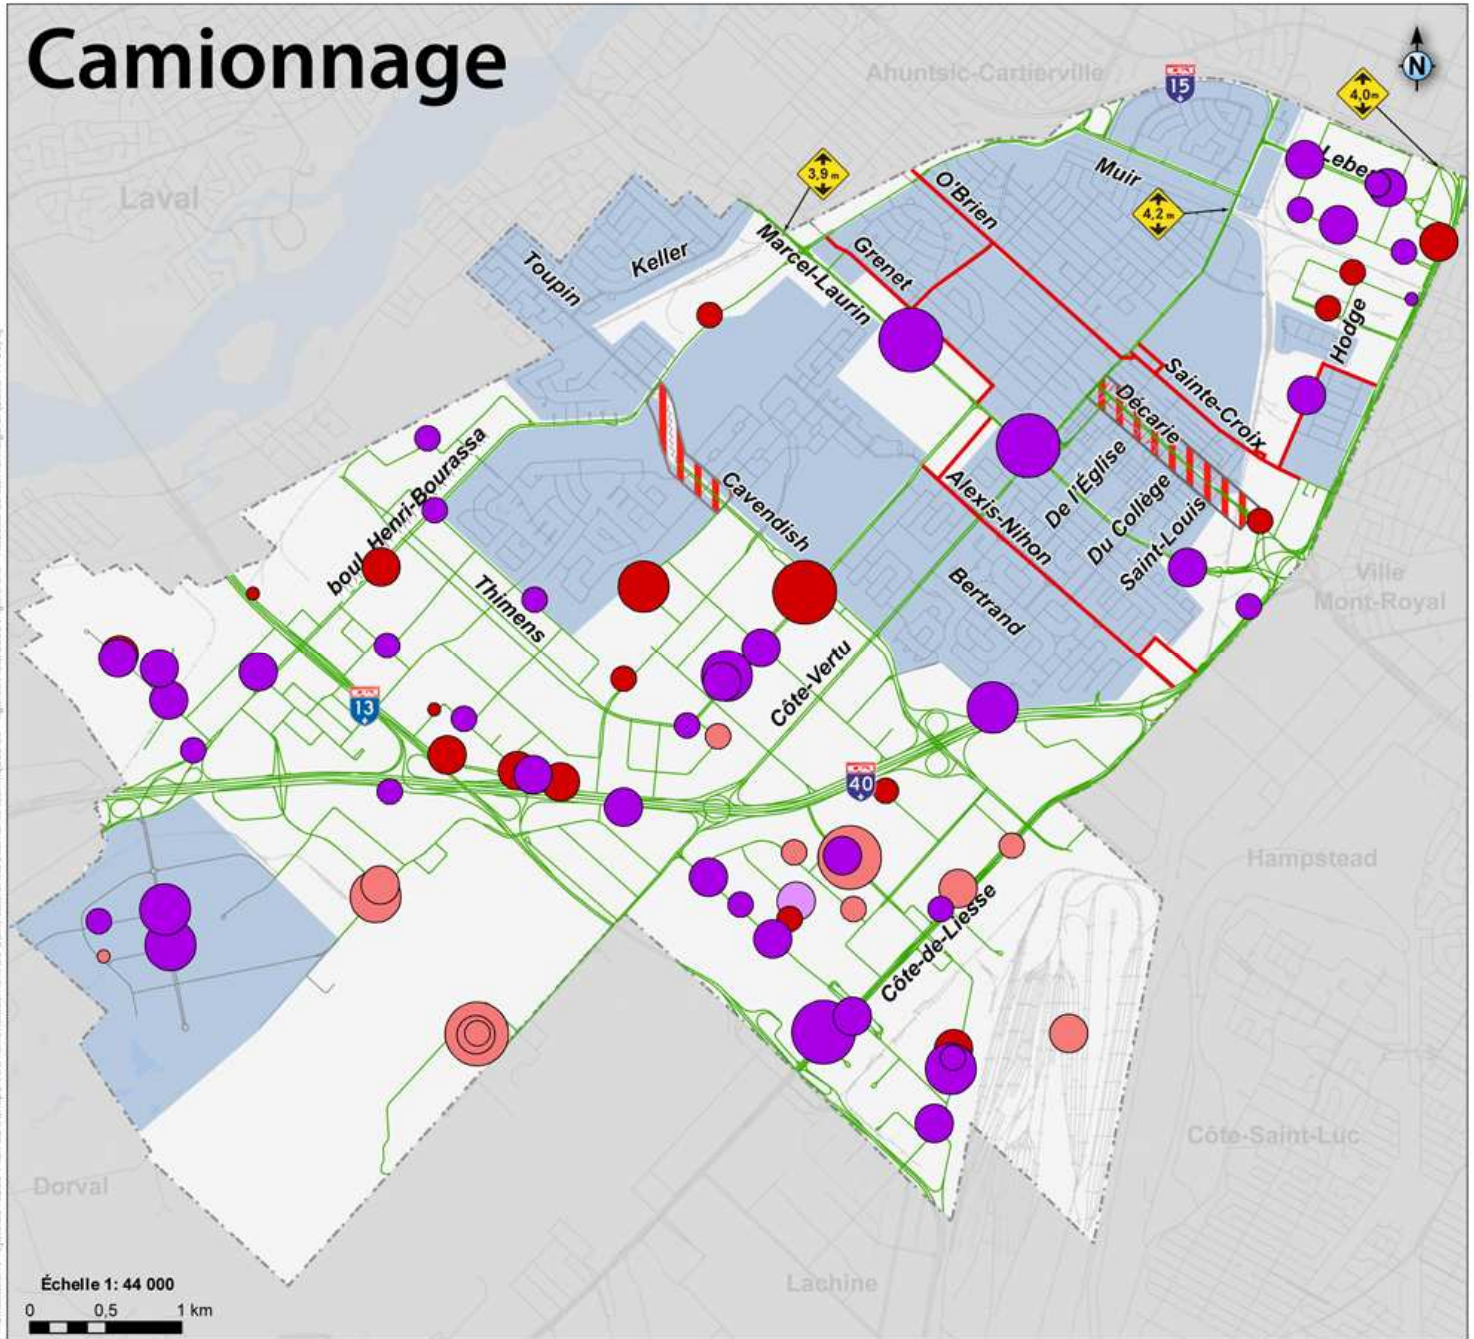 Camionnage
N
Ahuntsic-Cartierville
15
4,0m
3,9 m
4,2 m
Laval
Muir
O'Brien
Marcel-Laurin
Grenet
Keller
Toupin
Hodge
Sainte-Croix
Décarie
De l'Église
Du Collège
Saint-Louis
Alexis-Nihon
Cavendish
boul. Henri-Bourassa
Thimens
Bertrand
Côte-Vertu
Ville
Mont-Royal
13
40
Hampstead
Côte-de-Liesse
Côte-Saint-Luc
Dorval
Lachine
Échelle 1: 44 000
0 0,5 1 km